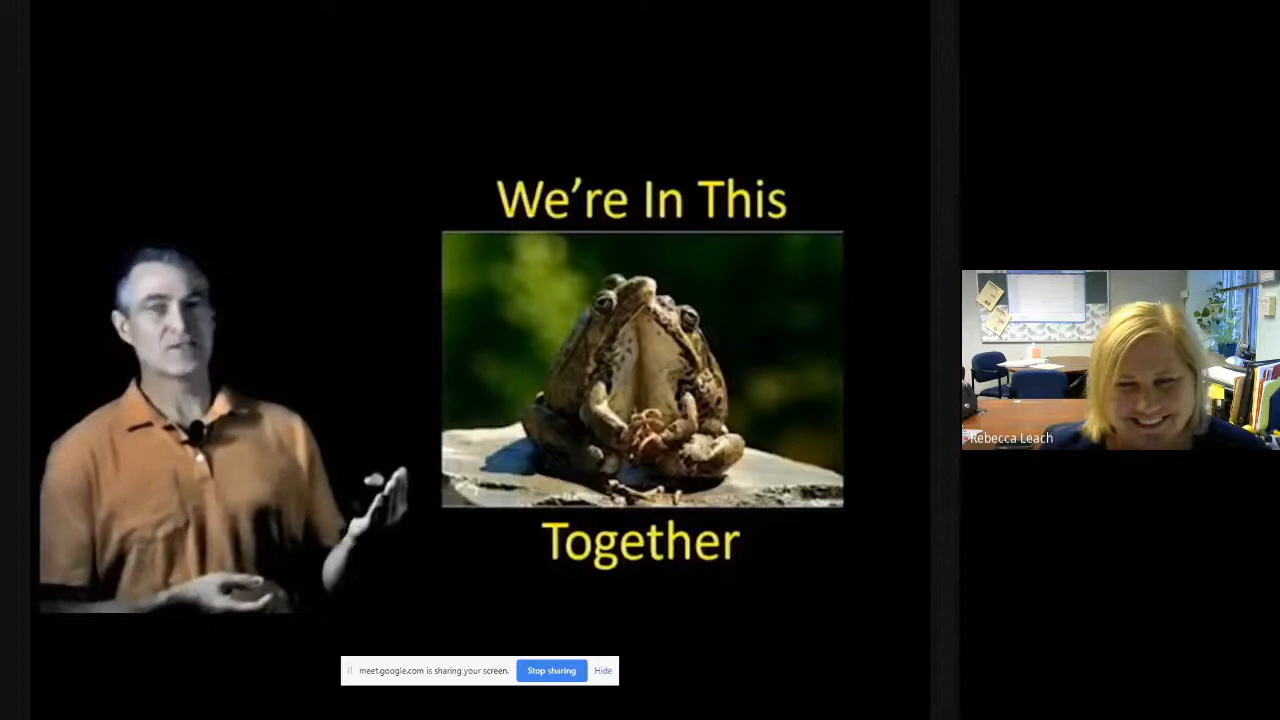 We're In This
Together
Rebecca Leach
meet.google.com is sharing your screen.
Stop sharing
Hide